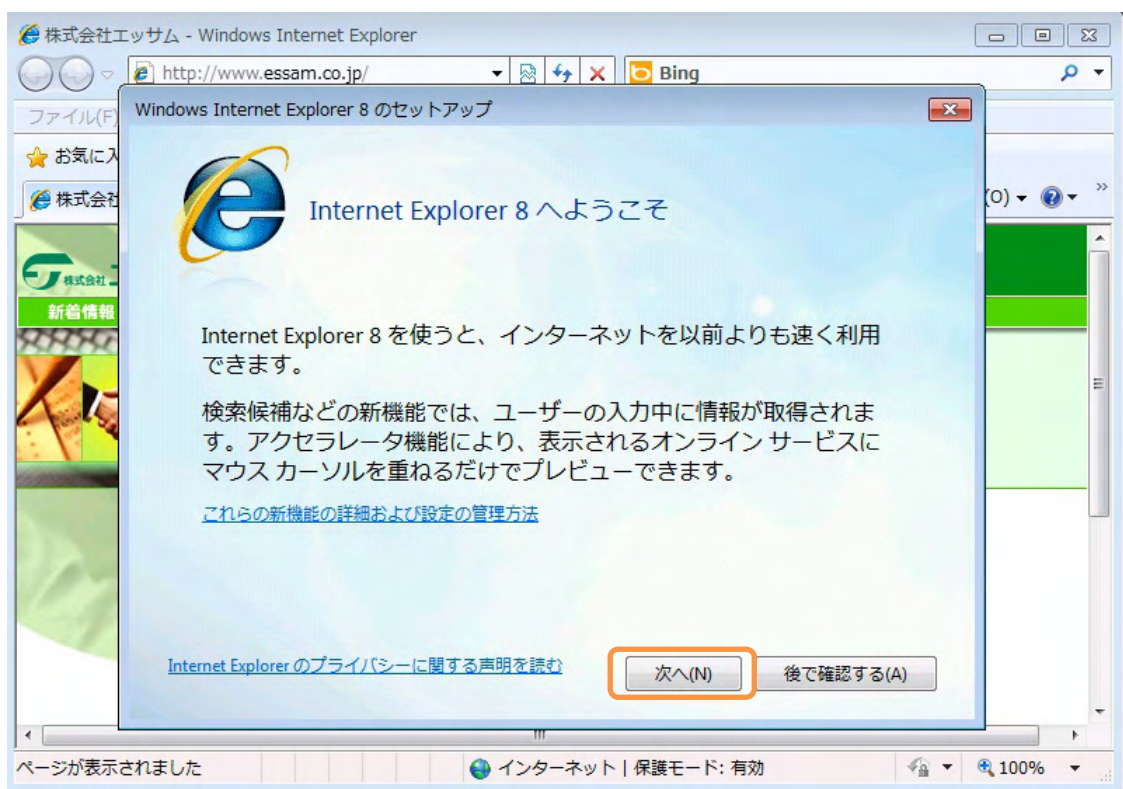 株式会社エッサム - Windows Internet Explorer
http://www.essam.co.jp/
Bing
ファイル(F)
Windows Internet Explorer 8 のセットアップ
お気に入
株式会社
(O)
Internet Explorer 8 へようこそ
株式会社
新着情報
Internet Explorer 8 を使うと、インターネットを以前よりも速く利用
できます。
検索候補などの新機能では、ユーザーの入力中に情報が取得されま
す。アクセラレータ機能により、表示されるオンライン サービスに
マウス カーソルを重ねるだけでプレビューできます。
これらの新機能の詳細および設定の管理方法
Internet Explorer のプライバシーに関する声明を読む
次へ(N)
後で確認する(A)
ページが表示されました
インターネット | 保護モード: 有効
100%